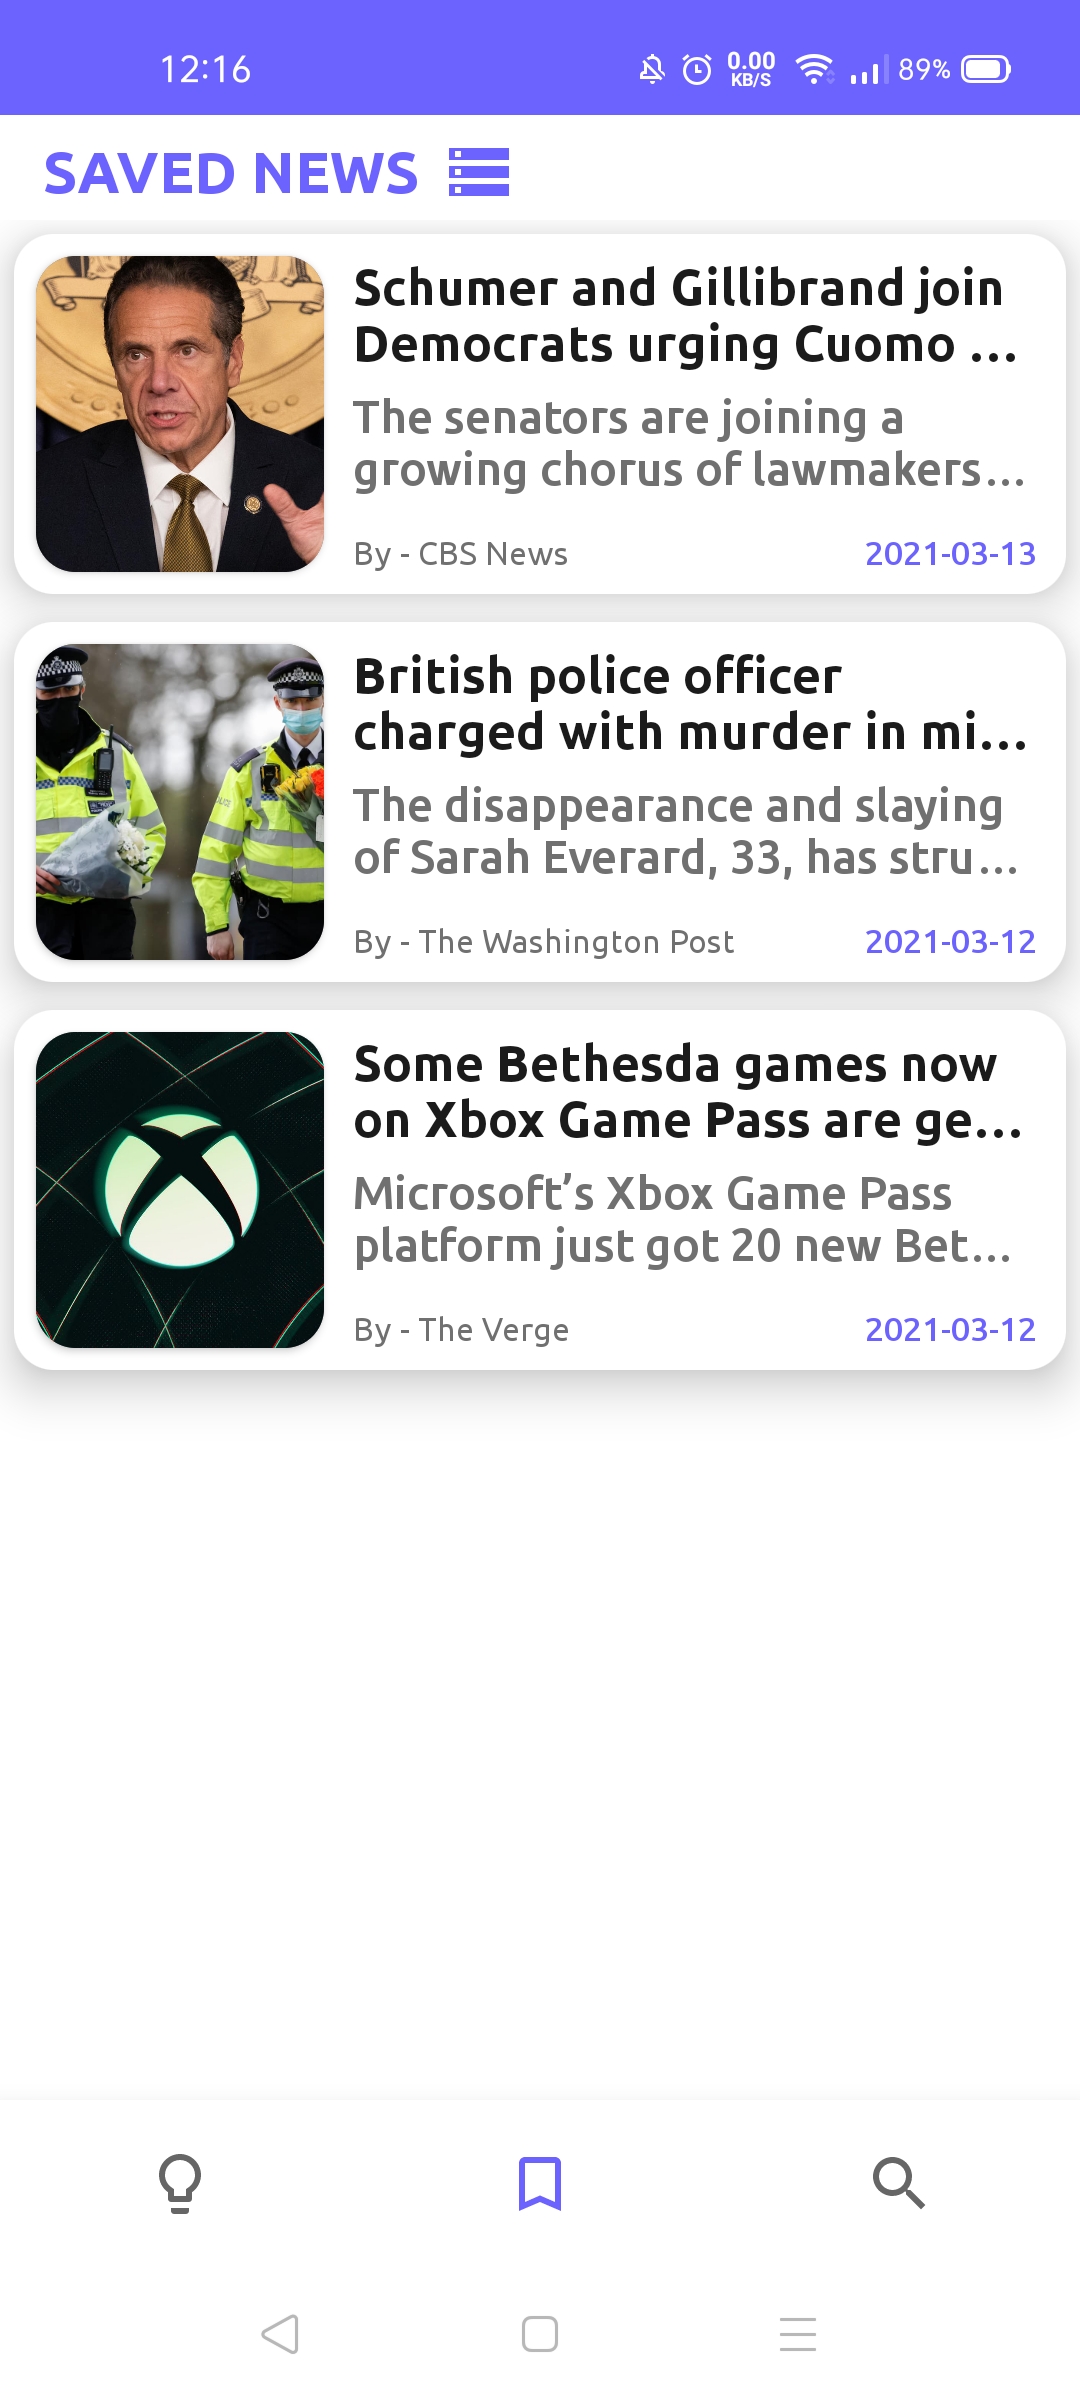 12:16
0.00
KB/S
89%
SAVED NEWS
Schumer and Gillibrand join
Democrats urging Cuomo ...
The senators are joining a
growing chorus of lawmakers...
By - CBS News
2021-03-13
British police officer
charged with murder in mi...
The disappearance and slaying
of Sarah Everard, 33, has stru...
By - The Washington Post
2021-03-12
Some Bethesda games now
on Xbox Game Pass are ge...
Microsoft’s Xbox Game Pass
platform just got 20 new Bet...
By - The Verge
2021-03-12